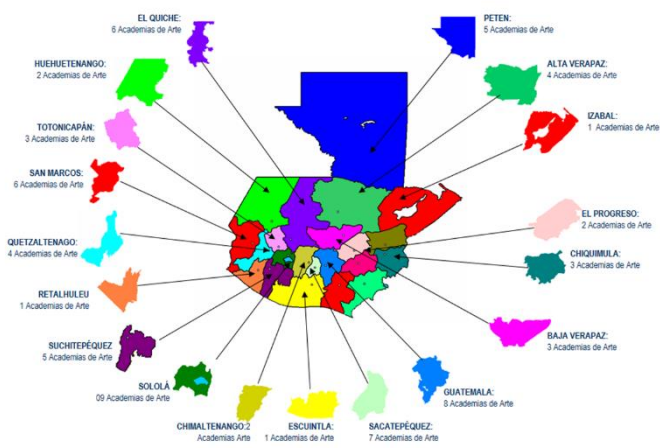 EL QUICHE:
6 Academias de Arte
PETEN:
5 Academias de Arte
HUEHUETENANGO:
2 Academias de Arte
ALTA VERAPAZ:
4 Academias de Arte
TOTONICAPÁN:
3 Academias de Arte
IZABAL:
1 Academias de Arte
SAN MARCOS:
6 Academias de Arte
EL PROGRESO:
2 Academias de Arte
QUETZALTENAGO:
4 Academias de Arte
CHIQUIMULA:
3 Academias de Arte
RETALHULEU
1 Academias de Arte
BAJA VERAPAZ:
3 Academias de Arte
SUCHITEPÉQUEZ
5 Academias de Arte
SOLOLÁ
09 Academias de Arte
GUATEMALA:
8 Academias de Arte
CHIMALTENANGO:2
Academias de Arte
ESCUINTLA:
1 Academias de Arte
SACATEPÉQUEZ:
7 Academias de Arte